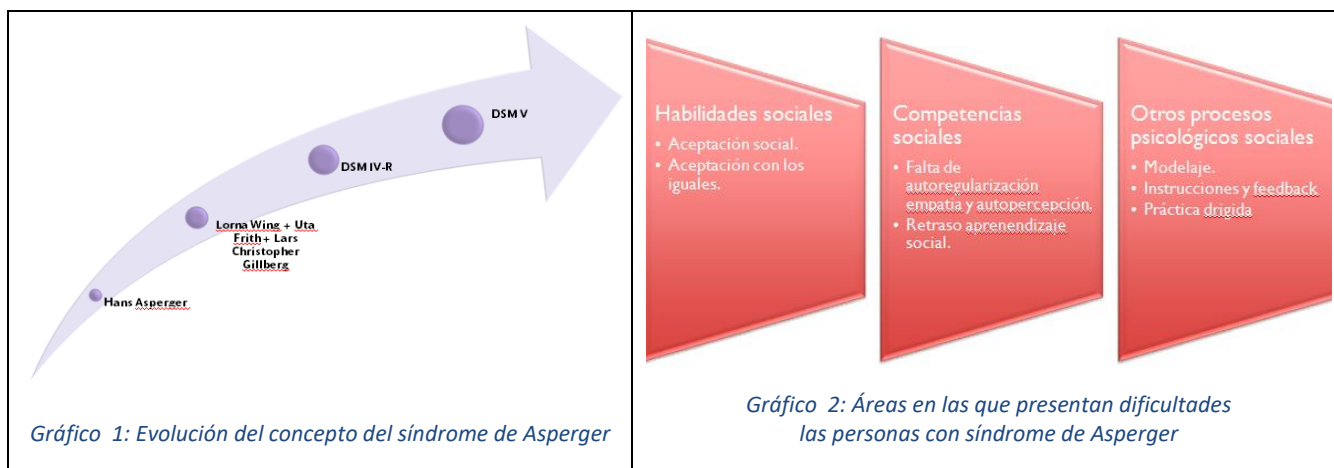 DSM V
DSM IV-R
Lorna Wing + Uta
Frith + Lars
Christopher
Gillberg
Hans Asperger
Gráfico 1: Evolución del concepto del síndrome de Asperger
Habilidades sociales
• Aceptación social.
• Aceptación con los
iguales.
Competencias
sociales
• Falta de
autoregularización
empatía y autopercepción.
• Retraso aprenendizaje
social.
Otros procesos
psicológicos sociales
• Modelaje.
• Instrucciones y feedback
• Práctica drigida
Gráfico 2: Áreas en las que presentan dificultades
las personas con síndrome de Asperger